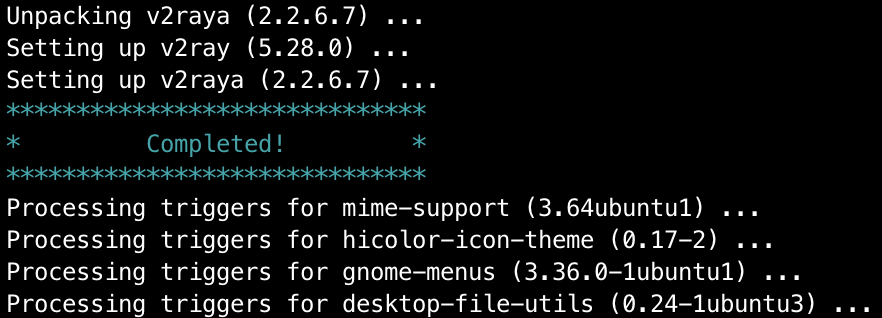 Unpacking v2raya (2.2.6.7) ...
Setting up v2ray (5.28.0) ...
Setting up v2raya (2.2.6.7) ...
******************************
*         Completed!         *
******************************
Processing triggers for mime-support (3.64ubuntu1) ...
Processing triggers for hicolor-icon-theme (0.17-2) ...
Processing triggers for gnome-menus (3.36.0-1ubuntu1) ...
Processing triggers for desktop-file-utils (0.24-1ubuntu3) ...